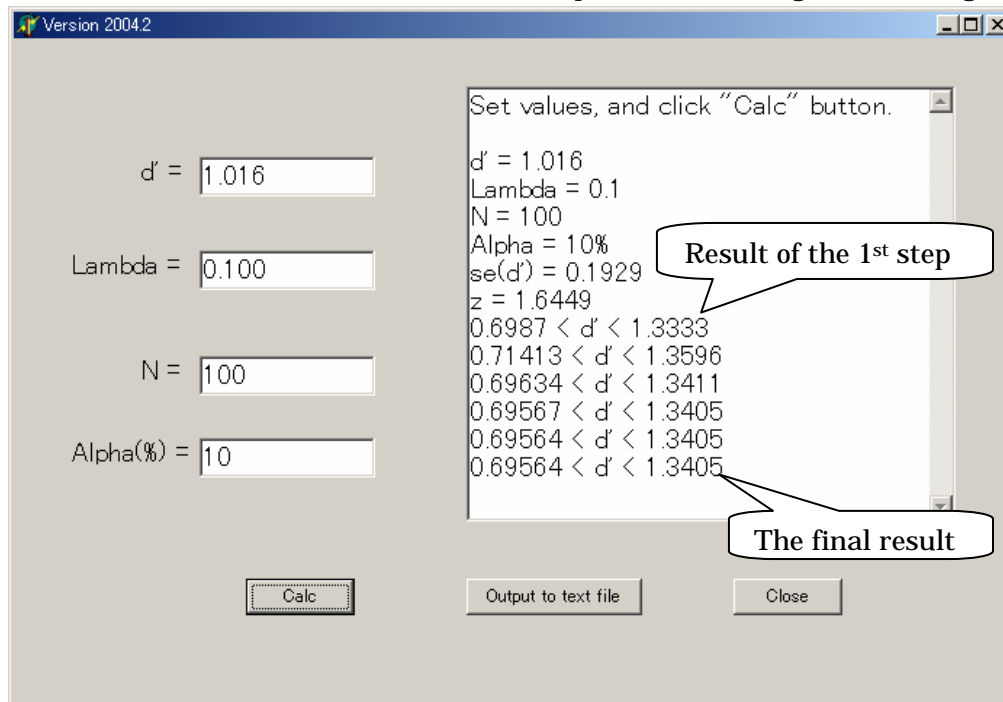 Version 2004.2
d' = 1.016
Lambda = 0.100
N = 100
Alpha(%) = 10
Set values, and click "Calc" button.
d' = 1.016
Lambda = 0.1
N = 100
Alpha = 10%
se(d') = 0.1929
z = 1.6449
0.6987 < d' < 1.3333
0.71413 < d' < 1.3596
0.69634 < d' < 1.3411
0.69567 < d' < 1.3405
0.69564 < d' < 1.3405
0.69564 < d' < 1.3405
Result of the 1st step
The final result
Calc
Output to text file
Close